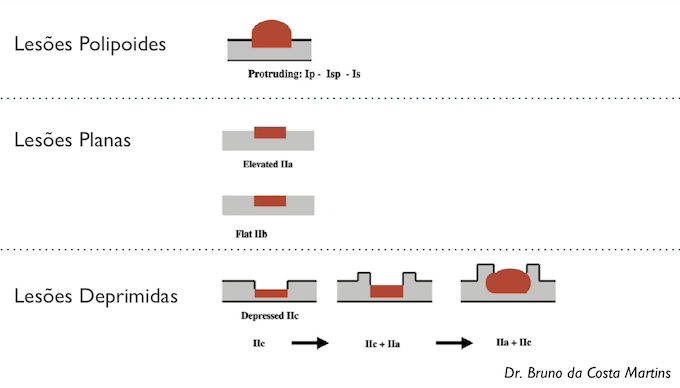 Lesões Polipoides
Protruding: Ip - Isp - Is
Lesões Planas
Elevated IIa
Flat IIb
Lesões Deprimidas
Depressed IIc
IIc
IIc + IIa
IIa + IIc
Dr. Bruno da Costa Martins